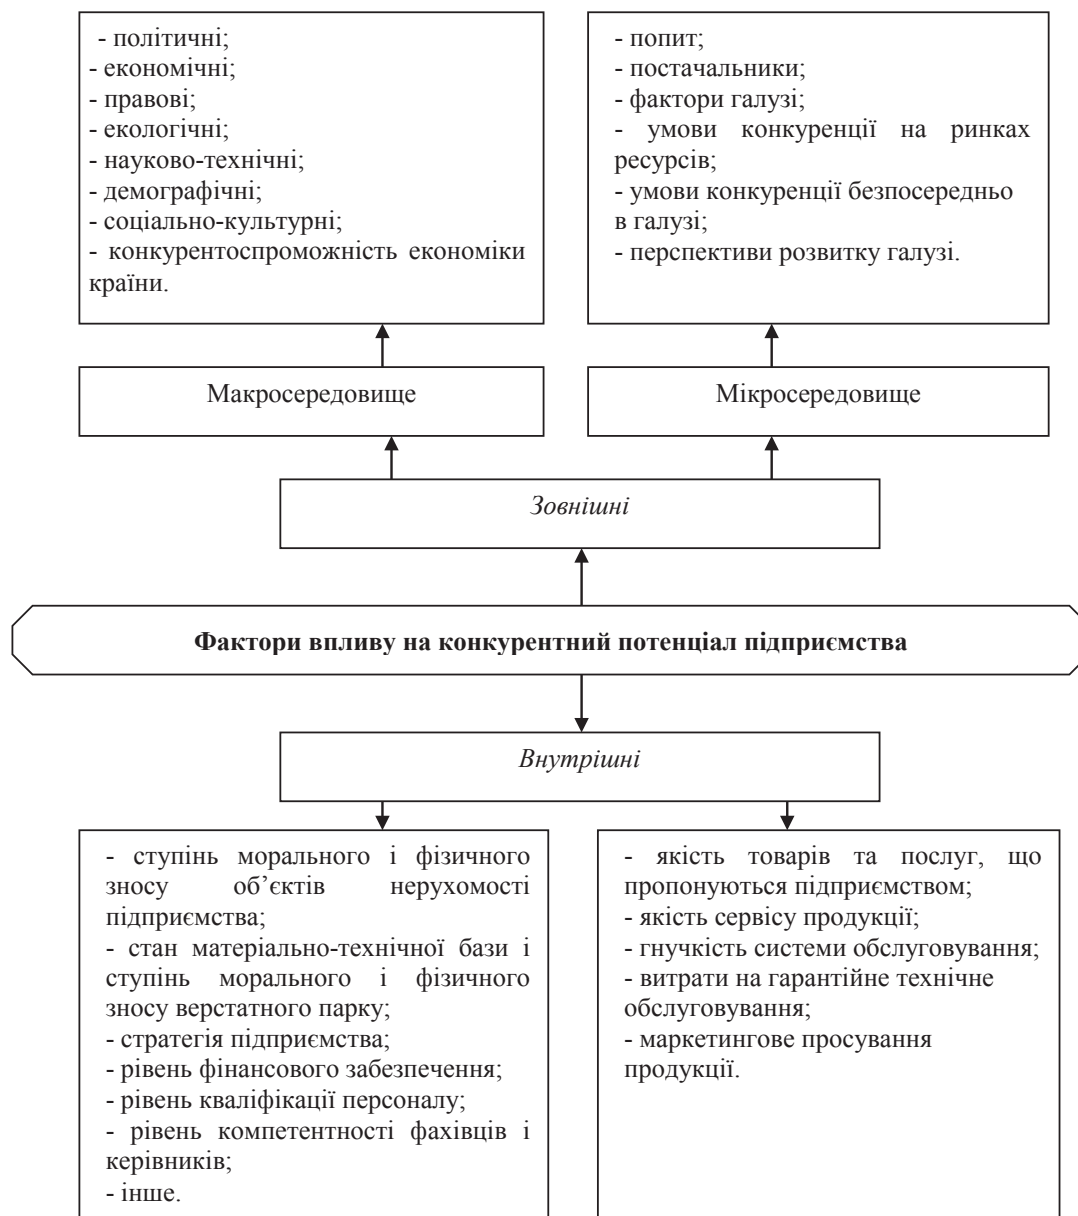 - політичні;
- економічні;
- правові;
- екологічні;
- науково-технічні;
- демографічні;
- соціально-культурні;
- конкурентоспроможність економіки
країни.
- попит;
- постачальники;
- фактори галузі;
- умови конкуренції на ринках
ресурсів;
- умови конкуренції безпосередньо
в галузі;
- перспективи розвитку галузі.
Макросередовище
Мікросередовище
Зовнішні
Фактори впливу на конкурентний потенціал підприємства
Внутрішні
- ступінь морального і фізичного
зносу об’єктів нерухомості
підприємства;
- стан матеріально-технічної бази і
ступінь морального і фізичного
зносу верстатного парку;
- стратегія підприємства;
- рівень фінансового забезпечення;
- рівень кваліфікації персоналу;
- рівень компетентності фахівців і
керівників;
- інше.
- якість товарів та послуг, що
пропонуються підприємством;
- якість сервісу продукції;
- гнучкість системи обслуговування;
- витрати на гарантійне технічне
обслуговування;
- маркетингове просування
продукції.